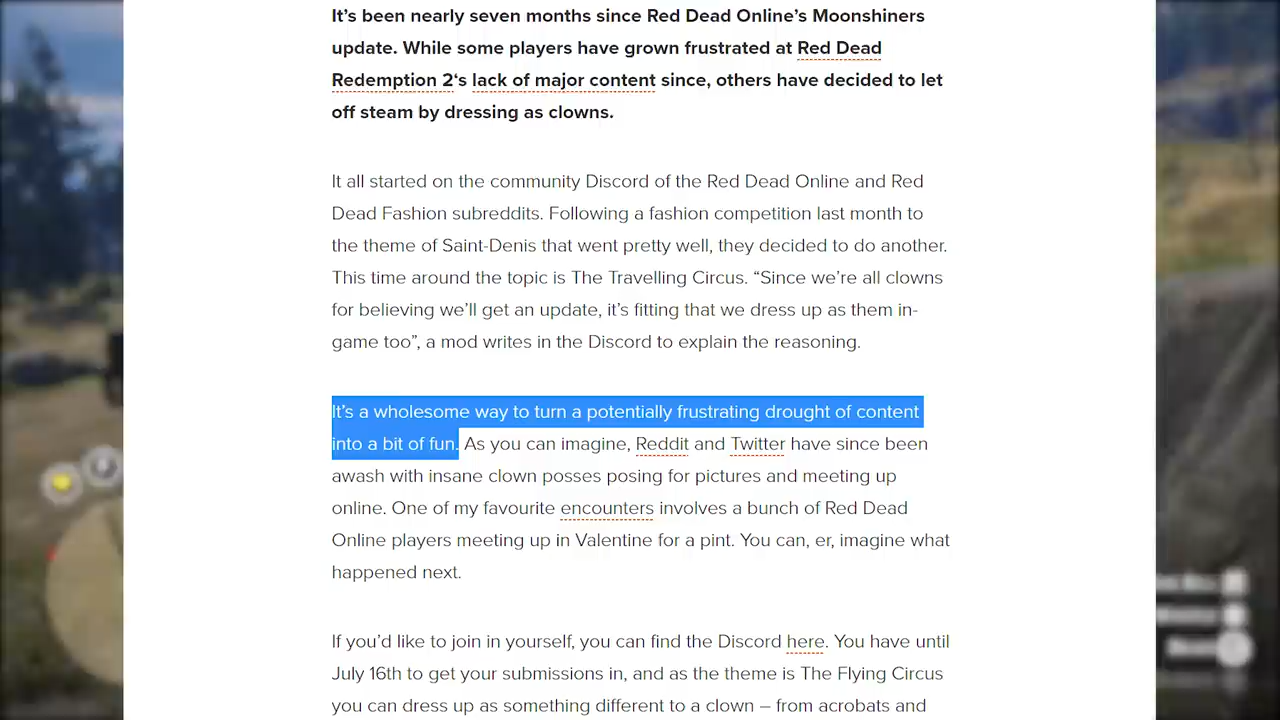 It's been nearly seven months since Red Dead Online's Moonshiners
update. While some players have grown frustrated at Red Dead
Redemption 2‘s lack of major content since, others have decided to let
off steam by dressing as clowns.
It all started on the community Discord of the Red Dead Online and Red
Dead Fashion subreddits. Following a fashion competition last month to
the theme of Saint-Denis that went pretty well, they decided to do another.
This time around the topic is The Travelling Circus. “Since we’re all clowns
for believing we’ll get an update, it’s fitting that we dress up as them in-
game too”, a mod writes in the Discord to explain the reasoning.
It’s a wholesome way to turn a potentially frustrating drought of content
into a bit of fun. As you can imagine, Reddit and Twitter have since been
awash with insane clown posses posing for pictures and meeting up
online. One of my favourite encounters involves a bunch of Red Dead
Online players meeting up in Valentine for a pint. You can, er, imagine what
happened next.
If you’d like to join in yourself, you can find the Discord here. You have until
July 16th to get your submissions in, and as the theme is The Flying Circus
you can dress up as something different to a clown – from acrobats and